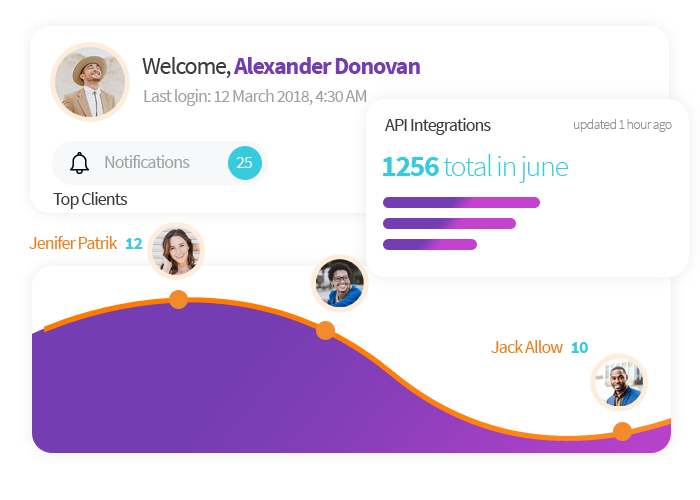 Welcome, Alexander Donovan
Last login: 12 March 2018, 4:30 AM
Notifications 25
Top Clients
API Integrations updated 1 hour ago
1256 total in june
Jenifer Patrik 12
Jack Allow 10